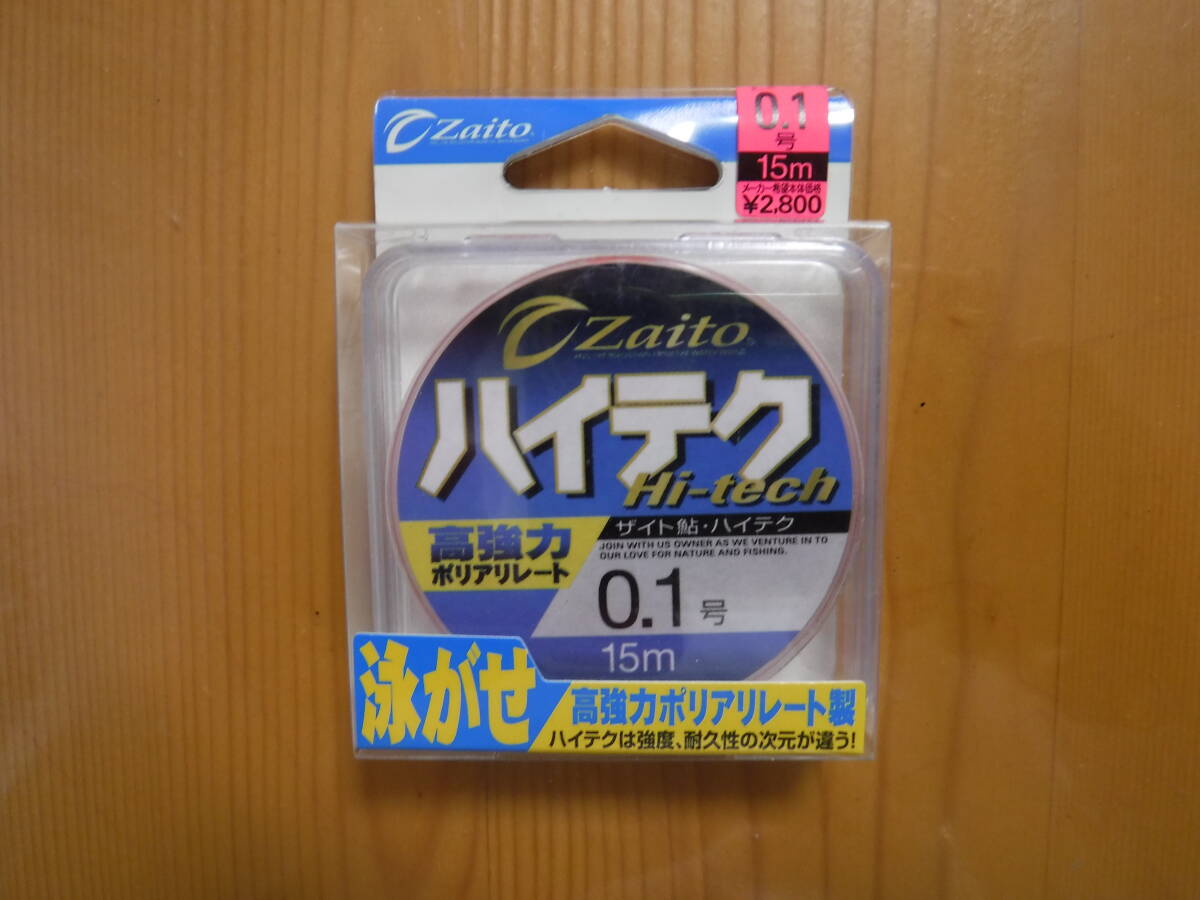 Zaito
0.1
号
15m
メーカー希望本体価格
¥2,800
Zaito
ハイテク
Hi-tech
ザイト鮎・ハイテク
JOIN WITH US OWNER AS WE VENTURE IN TO
OUR LOVE FOR NATURE AND FISHING.
高強力
ポリアリレート
0.1号
15m
泳がせ
高強力ポリアリレート製
ハイテクは強度、耐久性の次元が違う!